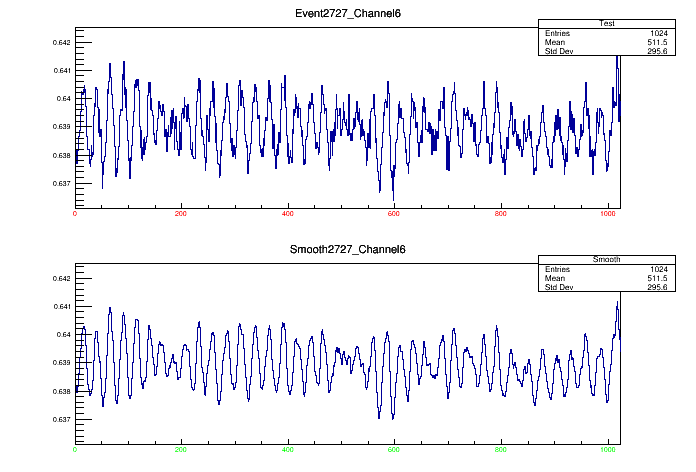 Event2727_Channel6
Test
Entries 1024
Mean 511.5
Std Dev 295.6
0.642
0.641
0.64
0.639
0.638
0.637
0 200 400 600 800 1000
Smooth2727_Channel6
Smooth
Entries 1024
Mean 511.5
Std Dev 295.6
0.642
0.641
0.64
0.639
0.638
0.637
0 200 400 600 800 1000